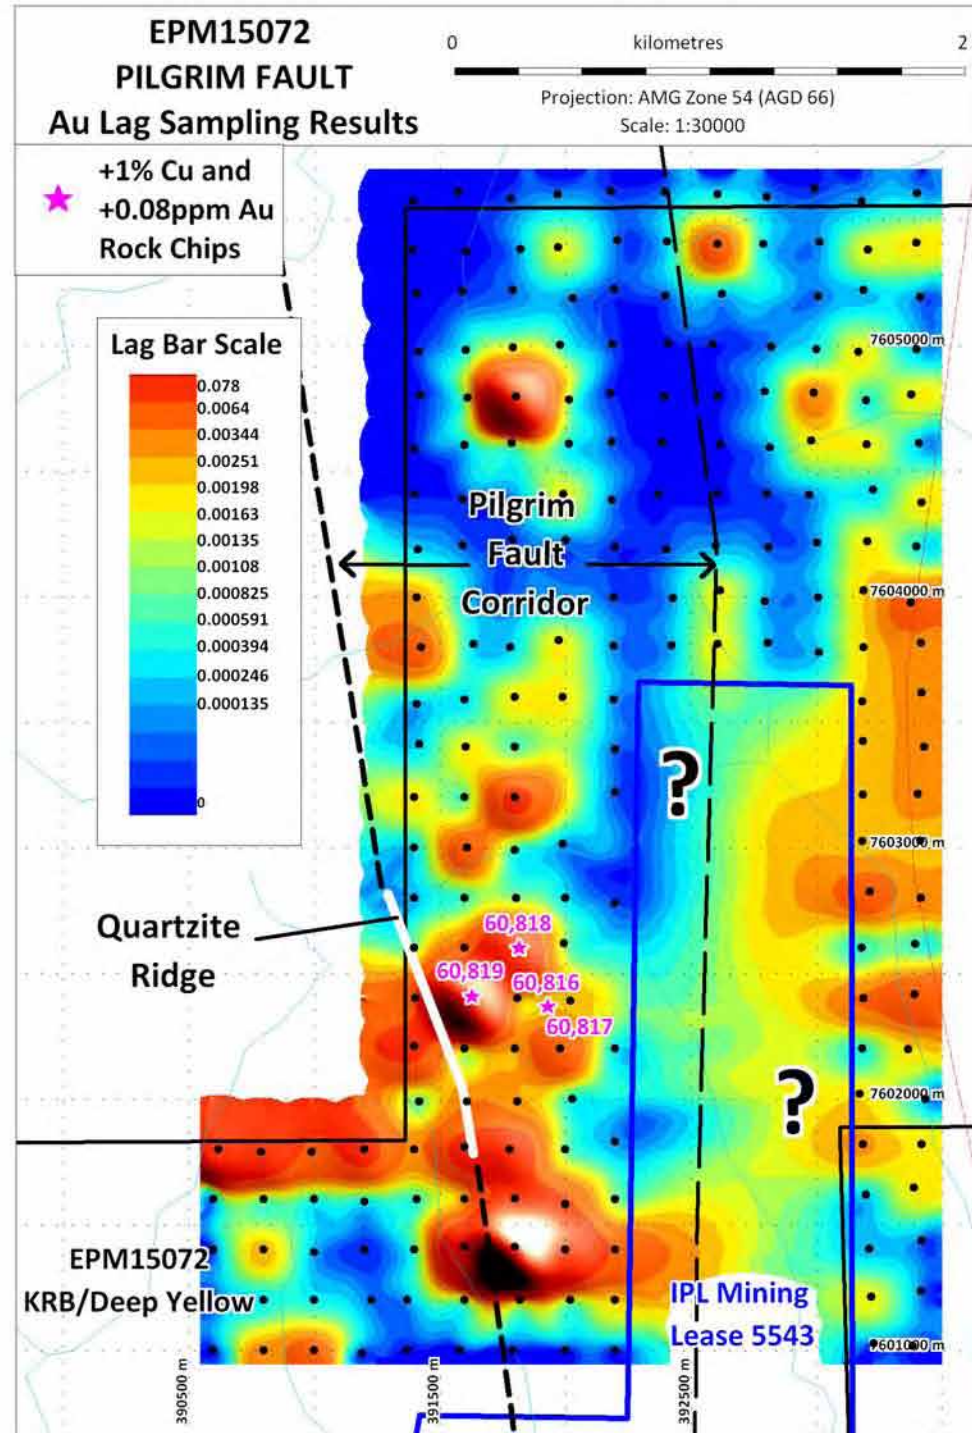 EPM15072
PILGRIM FAULT
Au Lag Sampling Results
0 kilometres 2
Projection: AMG Zone 54 (AGD 66)
Scale: 1:30000
+1% Cu and
+0.08ppm Au
Rock Chips
Lag Bar Scale
0.078
0.0064
0.00344
0.00251
0.00198
0.00163
0.00135
0.00108
0.000825
0.000591
0.000394
0.000246
0.000135
0
7605000 m
Pilgrim
Fault
Corridor
7604000 m
?
7603000 m
Quartzite
Ridge
60,818
60,819
60,816
60,817
?
7602000 m
EPM15072
KRB/Deep Yellow
IPL Mining
Lease 5543
7601000 m
390500 m
391500 m
392500 m